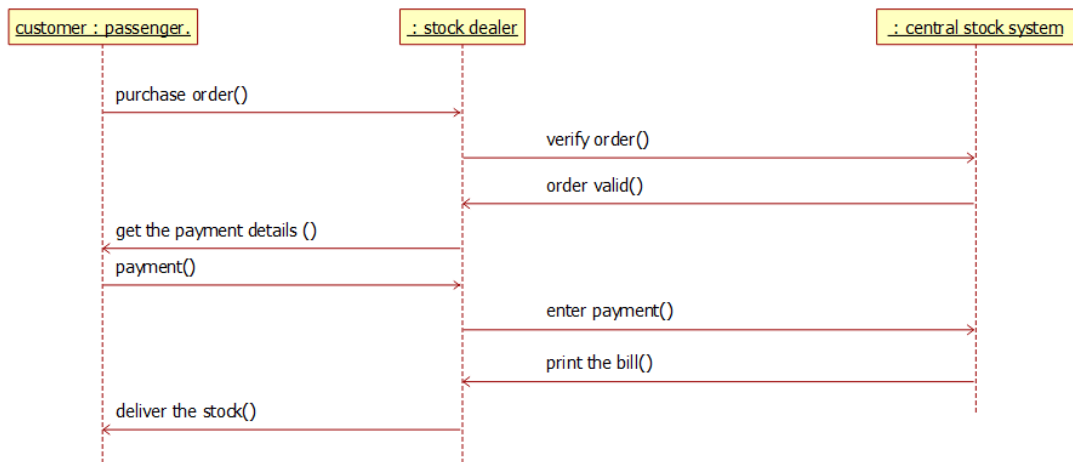 customer : passenger.
: stock dealer
: central stock system
purchase order()
verify order()
order valid()
get the payment details ()
payment()
enter payment()
print the bill()
deliver the stock()